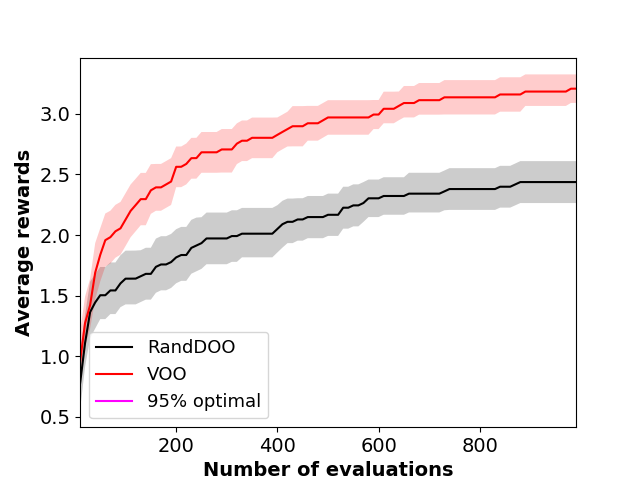 3.0
2.5
2.0
1.5
1.0
0.5
Average rewards
RandDOO
VOO
95% optimal
200 400 600 800
Number of evaluations